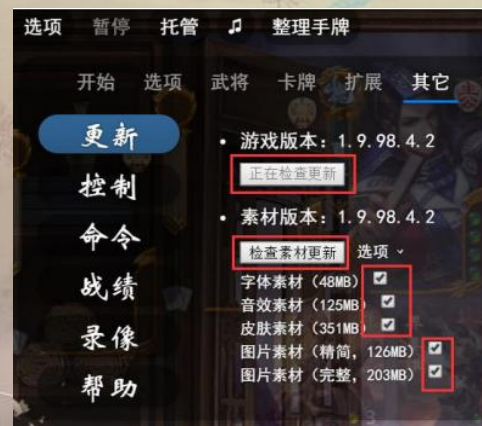 选项 暂停 托管 ♫ 整理手牌
开始 选项 武将 卡牌 扩展 其它
更新
控制
命令
战绩
录像
帮助
• 游戏版本：1.9.98.4.2
正在检查更新
• 素材版本：1.9.98.4.2
检查素材更新 选项
字体素材（48MB）
音效素材（125MB）
皮肤素材（351MB）
图片素材（精简，126MB）
图片素材（完整，203MB）